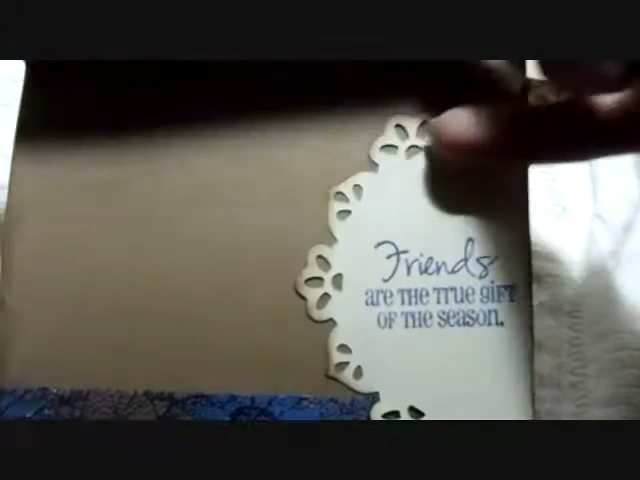 Friends
are THE True gift
OF THE season.